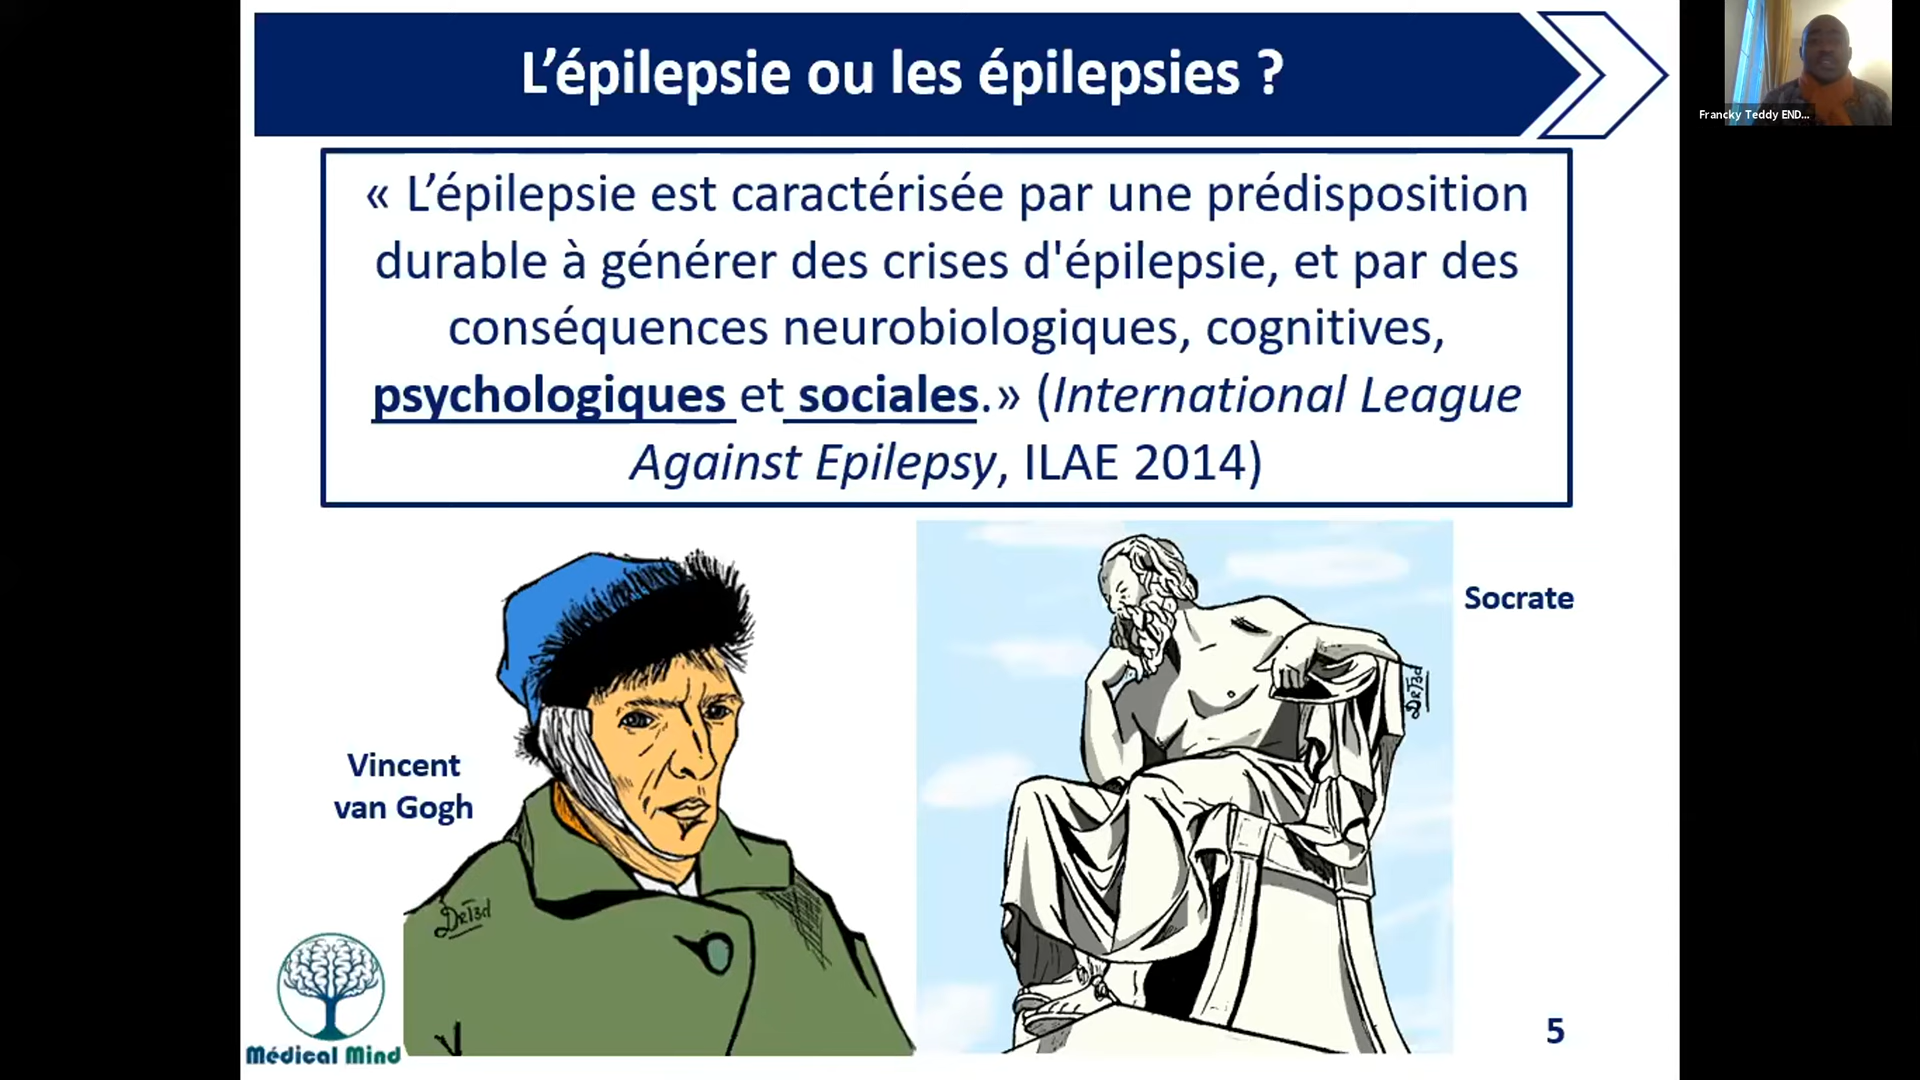 L'épilepsie ou les épilepsies ?
Francky Teddy END...
« L'épilepsie est caractérisée par une prédisposition
durable à générer des crises d'épilepsie, et par des
conséquences neurobiologiques, cognitives,
psychologiques et sociales.» (International League
Against Epilepsy, ILAE 2014)
Socrate
DRT3d
Vincent
van Gogh
DRT3d
Médical Mind
5